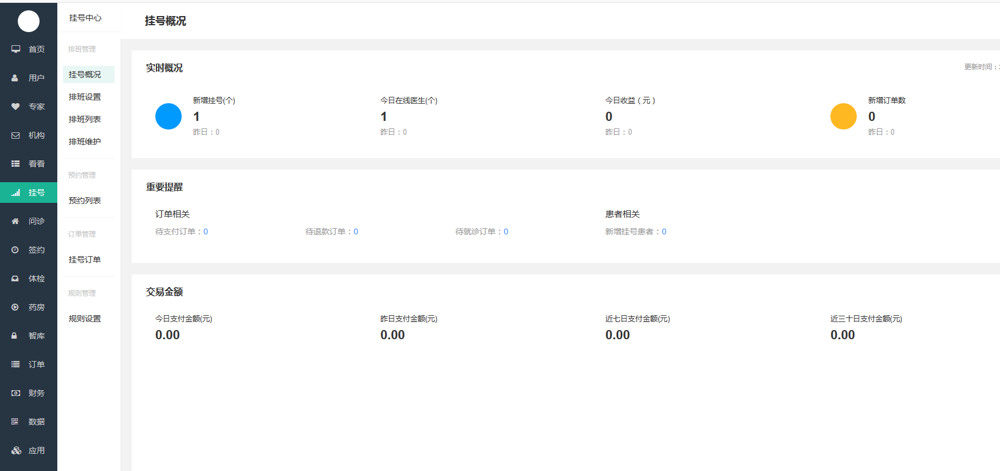 首页
用户
专家
机构
看看
挂号
问诊
签约
体检
药房
智库
订单
财务
数据
应用
挂号中心
排班管理
挂号概况
排班设置
排班列表
排班维护
预约管理
预约列表
订单管理
挂号订单
规则管理
规则设置
挂号概况
实时概况
更新时间：
新增挂号(个)
1
昨日：0
今日在线医生(个)
1
昨日：0
今日收益（元）
0
昨日：0
新增订单数
0
昨日：0
重要提醒
订单相关
待支付订单：0
待退款订单：0
待就诊订单：0
患者相关
新增挂号患者：0
交易金额
今日支付金额(元)
0.00
昨日支付金额(元)
0.00
近七日支付金额(元)
0.00
近三十日支付金额(元)
0.00